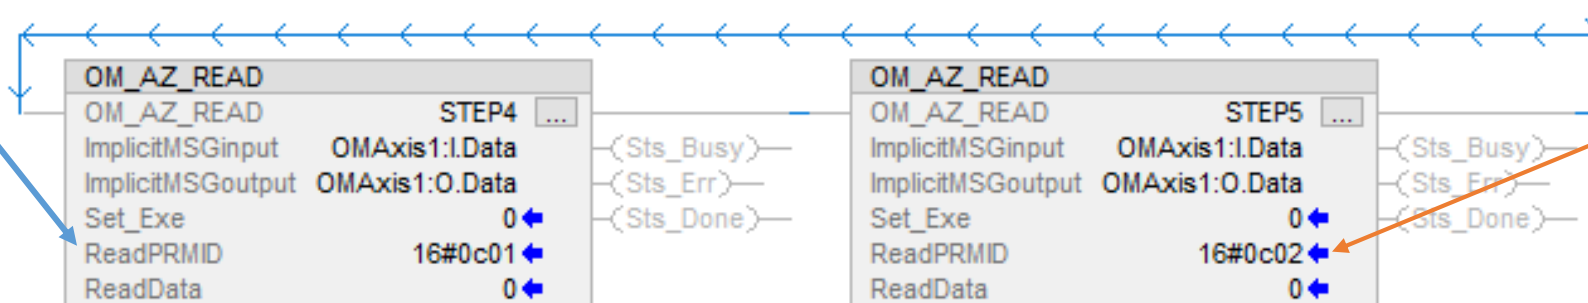 OM_AZ_READ
OM_AZ_READ STEP4 ...
ImplicitMSGinput OMAxis1:I.Data (Sts_Busy)
ImplicitMSGoutput OMAxis1:O.Data (Sts_Err)
Set_Exe 0 (Sts_Done)
ReadPRMID 16#0c01
ReadData 0
OM_AZ_READ
OM_AZ_READ STEP5 ...
ImplicitMSGinput OMAxis1:I.Data (Sts_Busy)
ImplicitMSGoutput OMAxis1:O.Data (Sts_Err)
Set_Exe 0 (Sts_Done)
ReadPRMID 16#0c02
ReadData 0